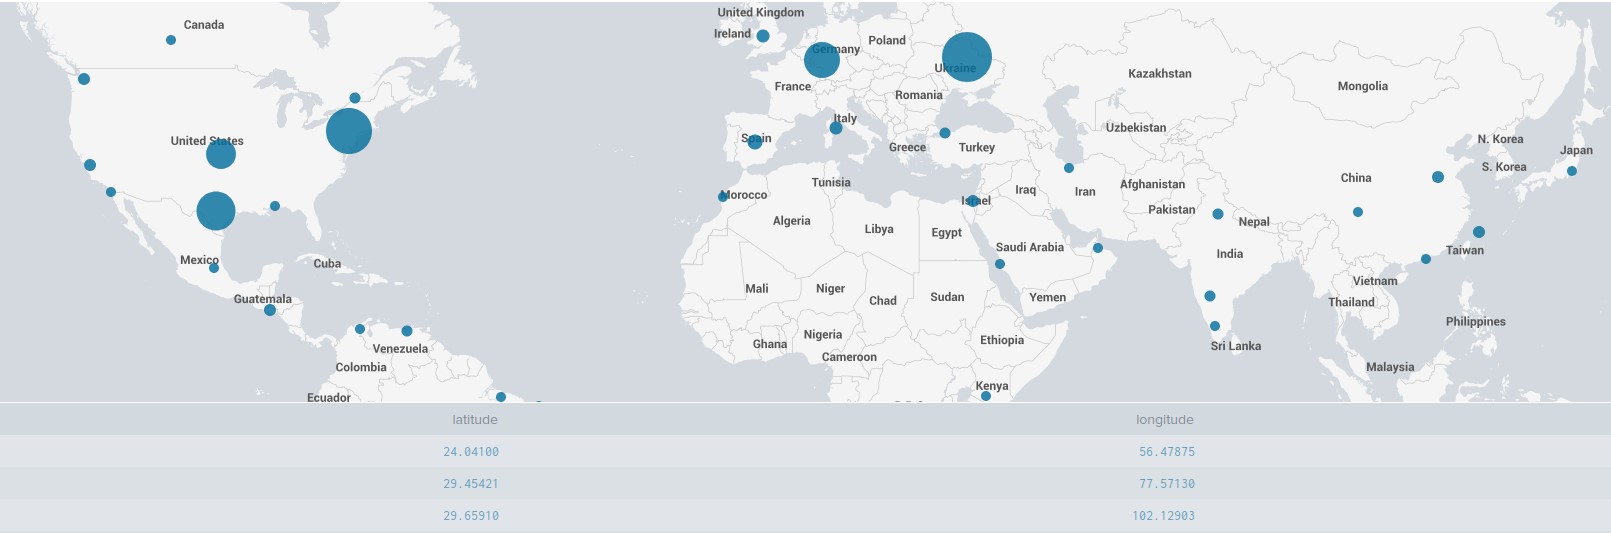 United Kingdom
Canada
Ireland
Poland
Germany
Ukraine
Kazakhstan
France
Mongolia
Romania
Italy
Uzbekistan
United States
Spain
Greece
Turkey
N. Korea
Japan
S. Korea
China
Tunisia
Morocco
Iraq
Iran
Afghanistan
Israel
Pakistan
Algeria
Libya
Egypt
Nepal
Saudi Arabia
India
Taiwan
Mexico
Cuba
Vietnam
Mali
Niger
Chad
Sudan
Yemen
Guatemala
Thailand
Philippines
Nigeria
Ghana
Ethiopia
Sri Lanka
Venezuela
Cameroon
Colombia
Malaysia
Kenya
Ecuador
latitude longitude
24.04100 56.47875
29.45421 77.57130
29.65910 102.12903